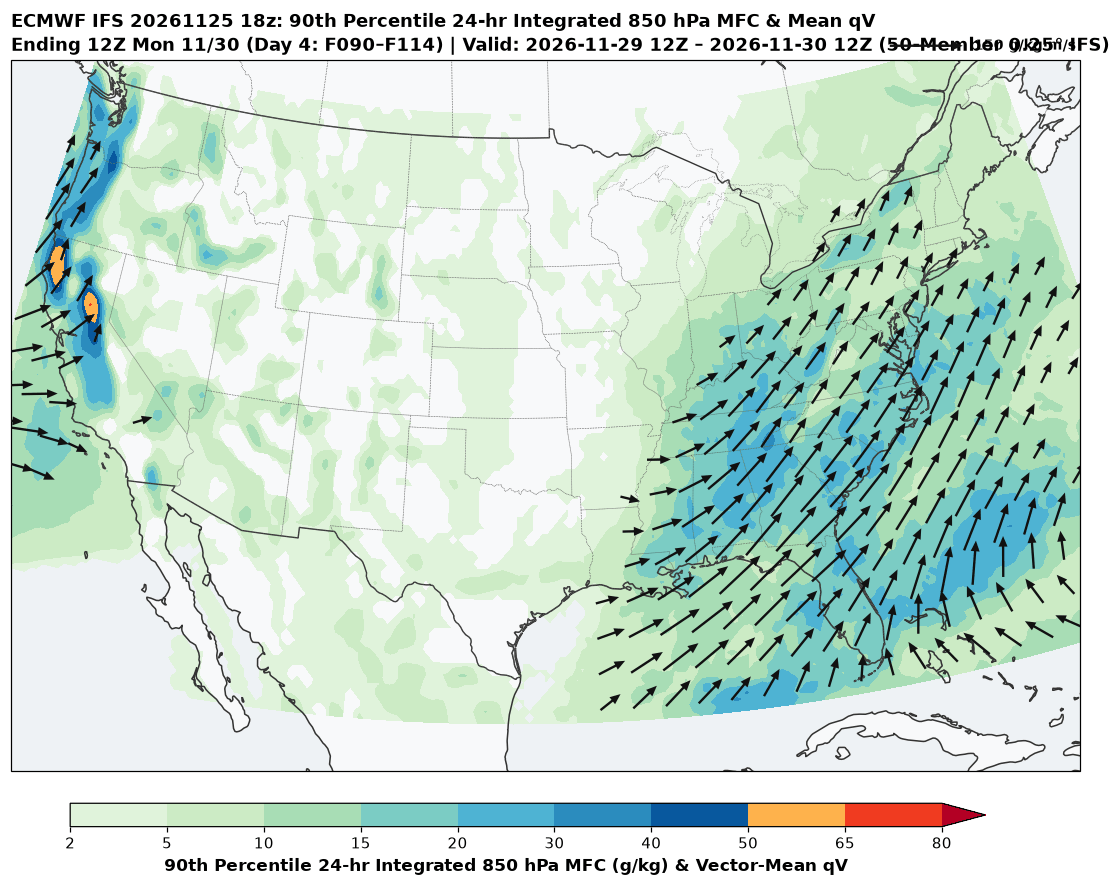 ECMWF IFS 20261125 18z: 90th Percentile 24-hr Integrated 850 hPa MFC & Mean qV
Ending 12Z Mon 11/30 (Day 4: F090–F114) | Valid: 2026-11-29 12Z – 2026-11-30 12Z (50-Member 0.25° IFS)
2 5 10 15 20 30 40 50 65 80
90th Percentile 24-hr Integrated 850 hPa MFC (g/kg) & Vector-Mean qV